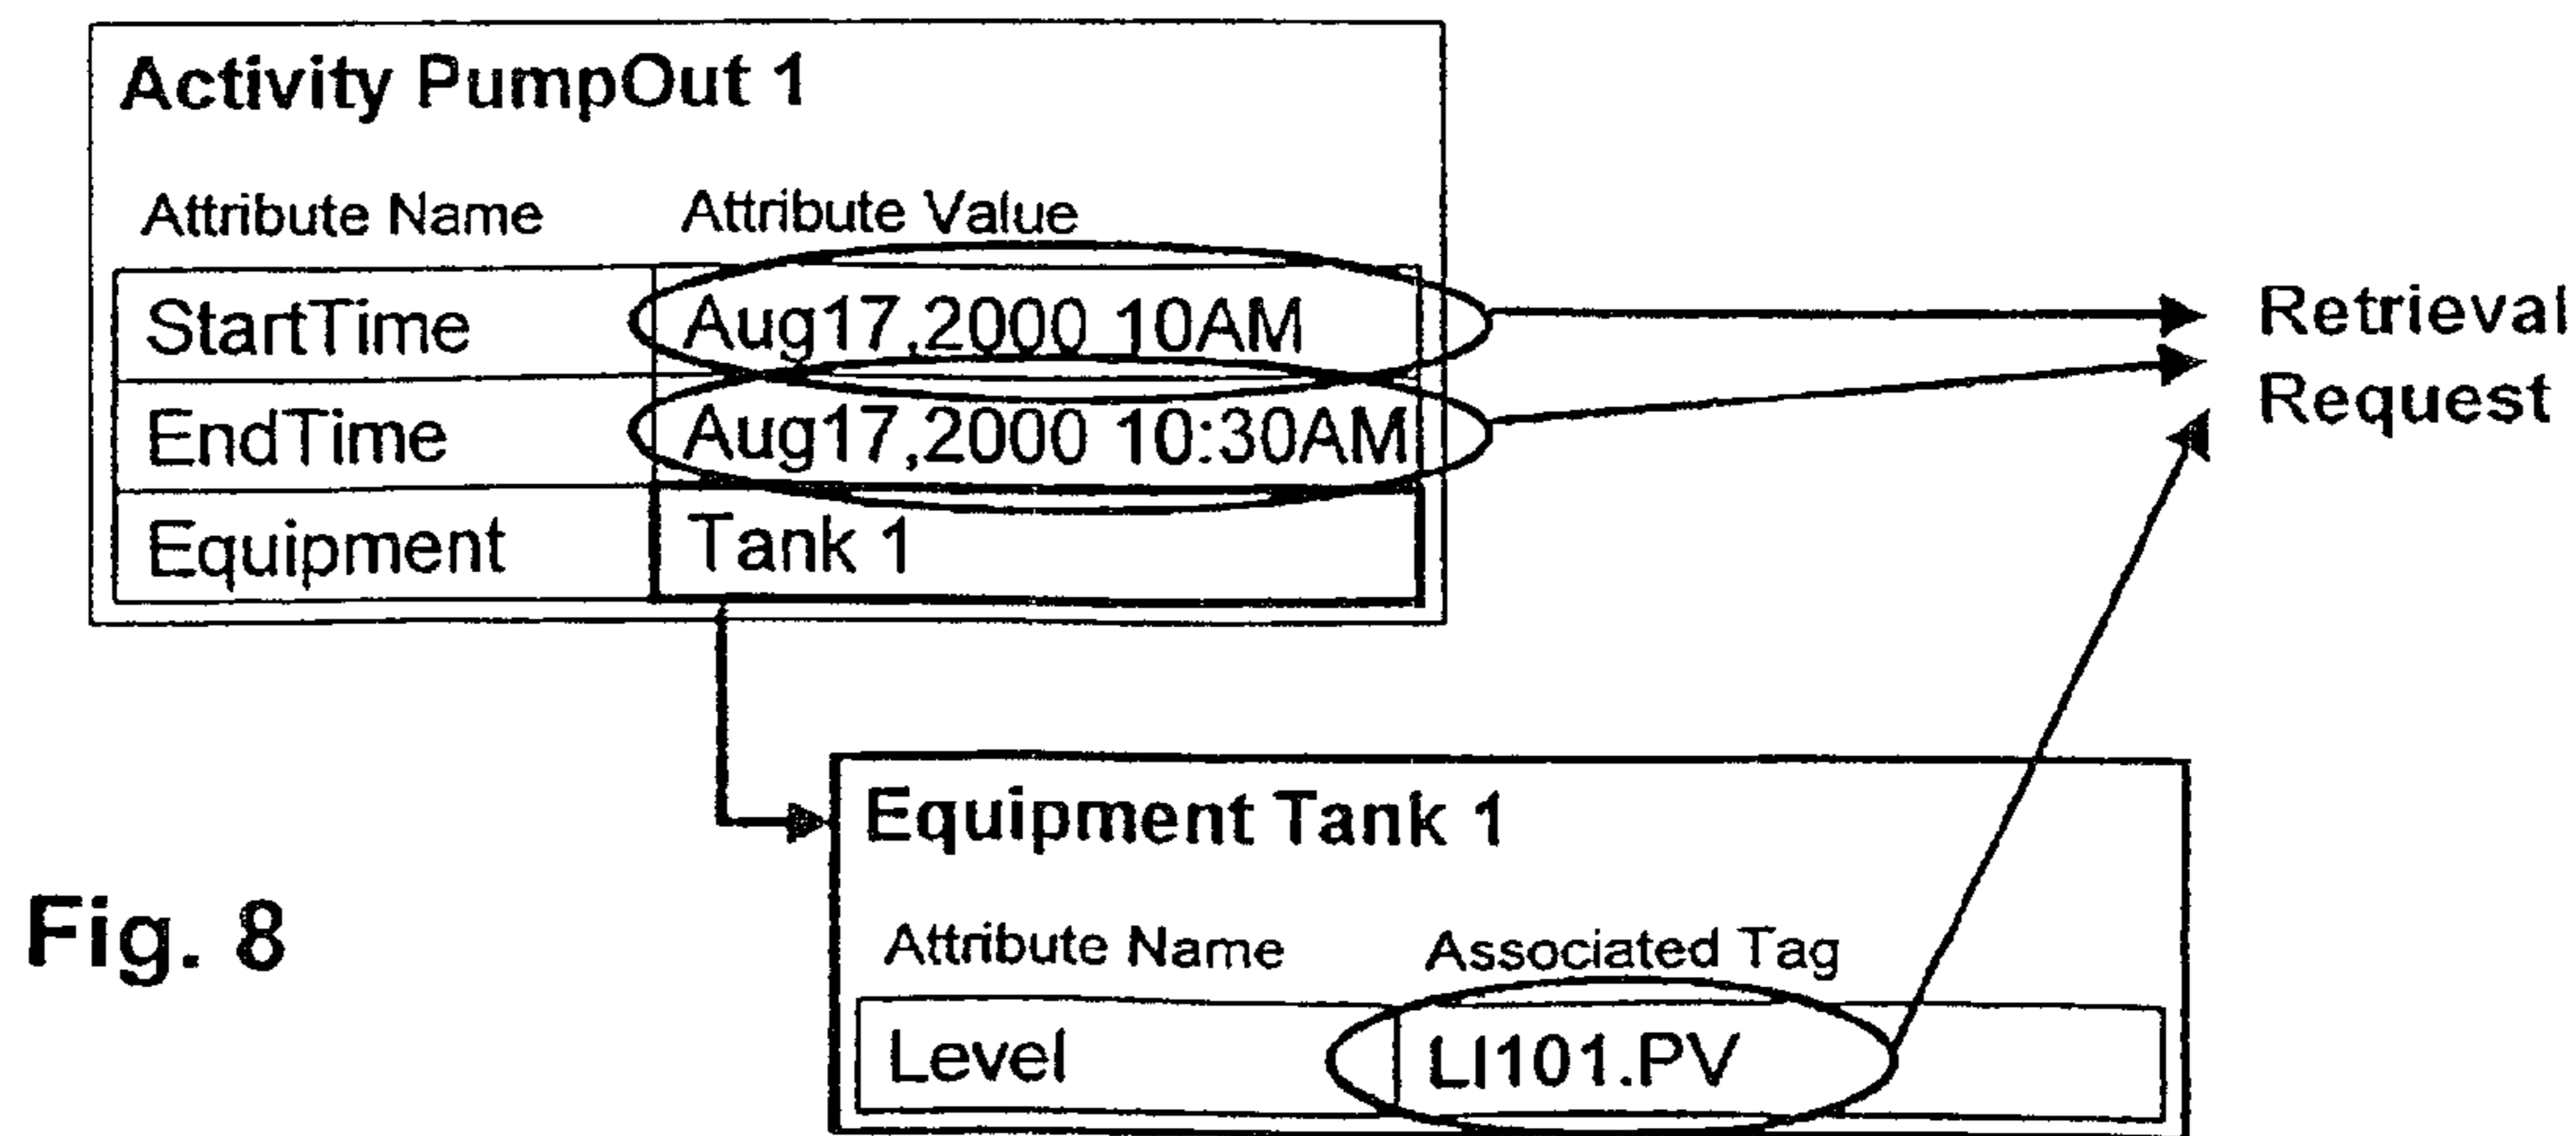 Activity PumpOut 1
Attribute Name Attribute Value
StartTime Aug17,2000 10AM
EndTime Aug17,2000 10:30AM
Equipment Tank 1
Retrieval
Request
Equipment Tank 1
Attribute Name Associated Tag
Level LI101.PV
Fig. 8